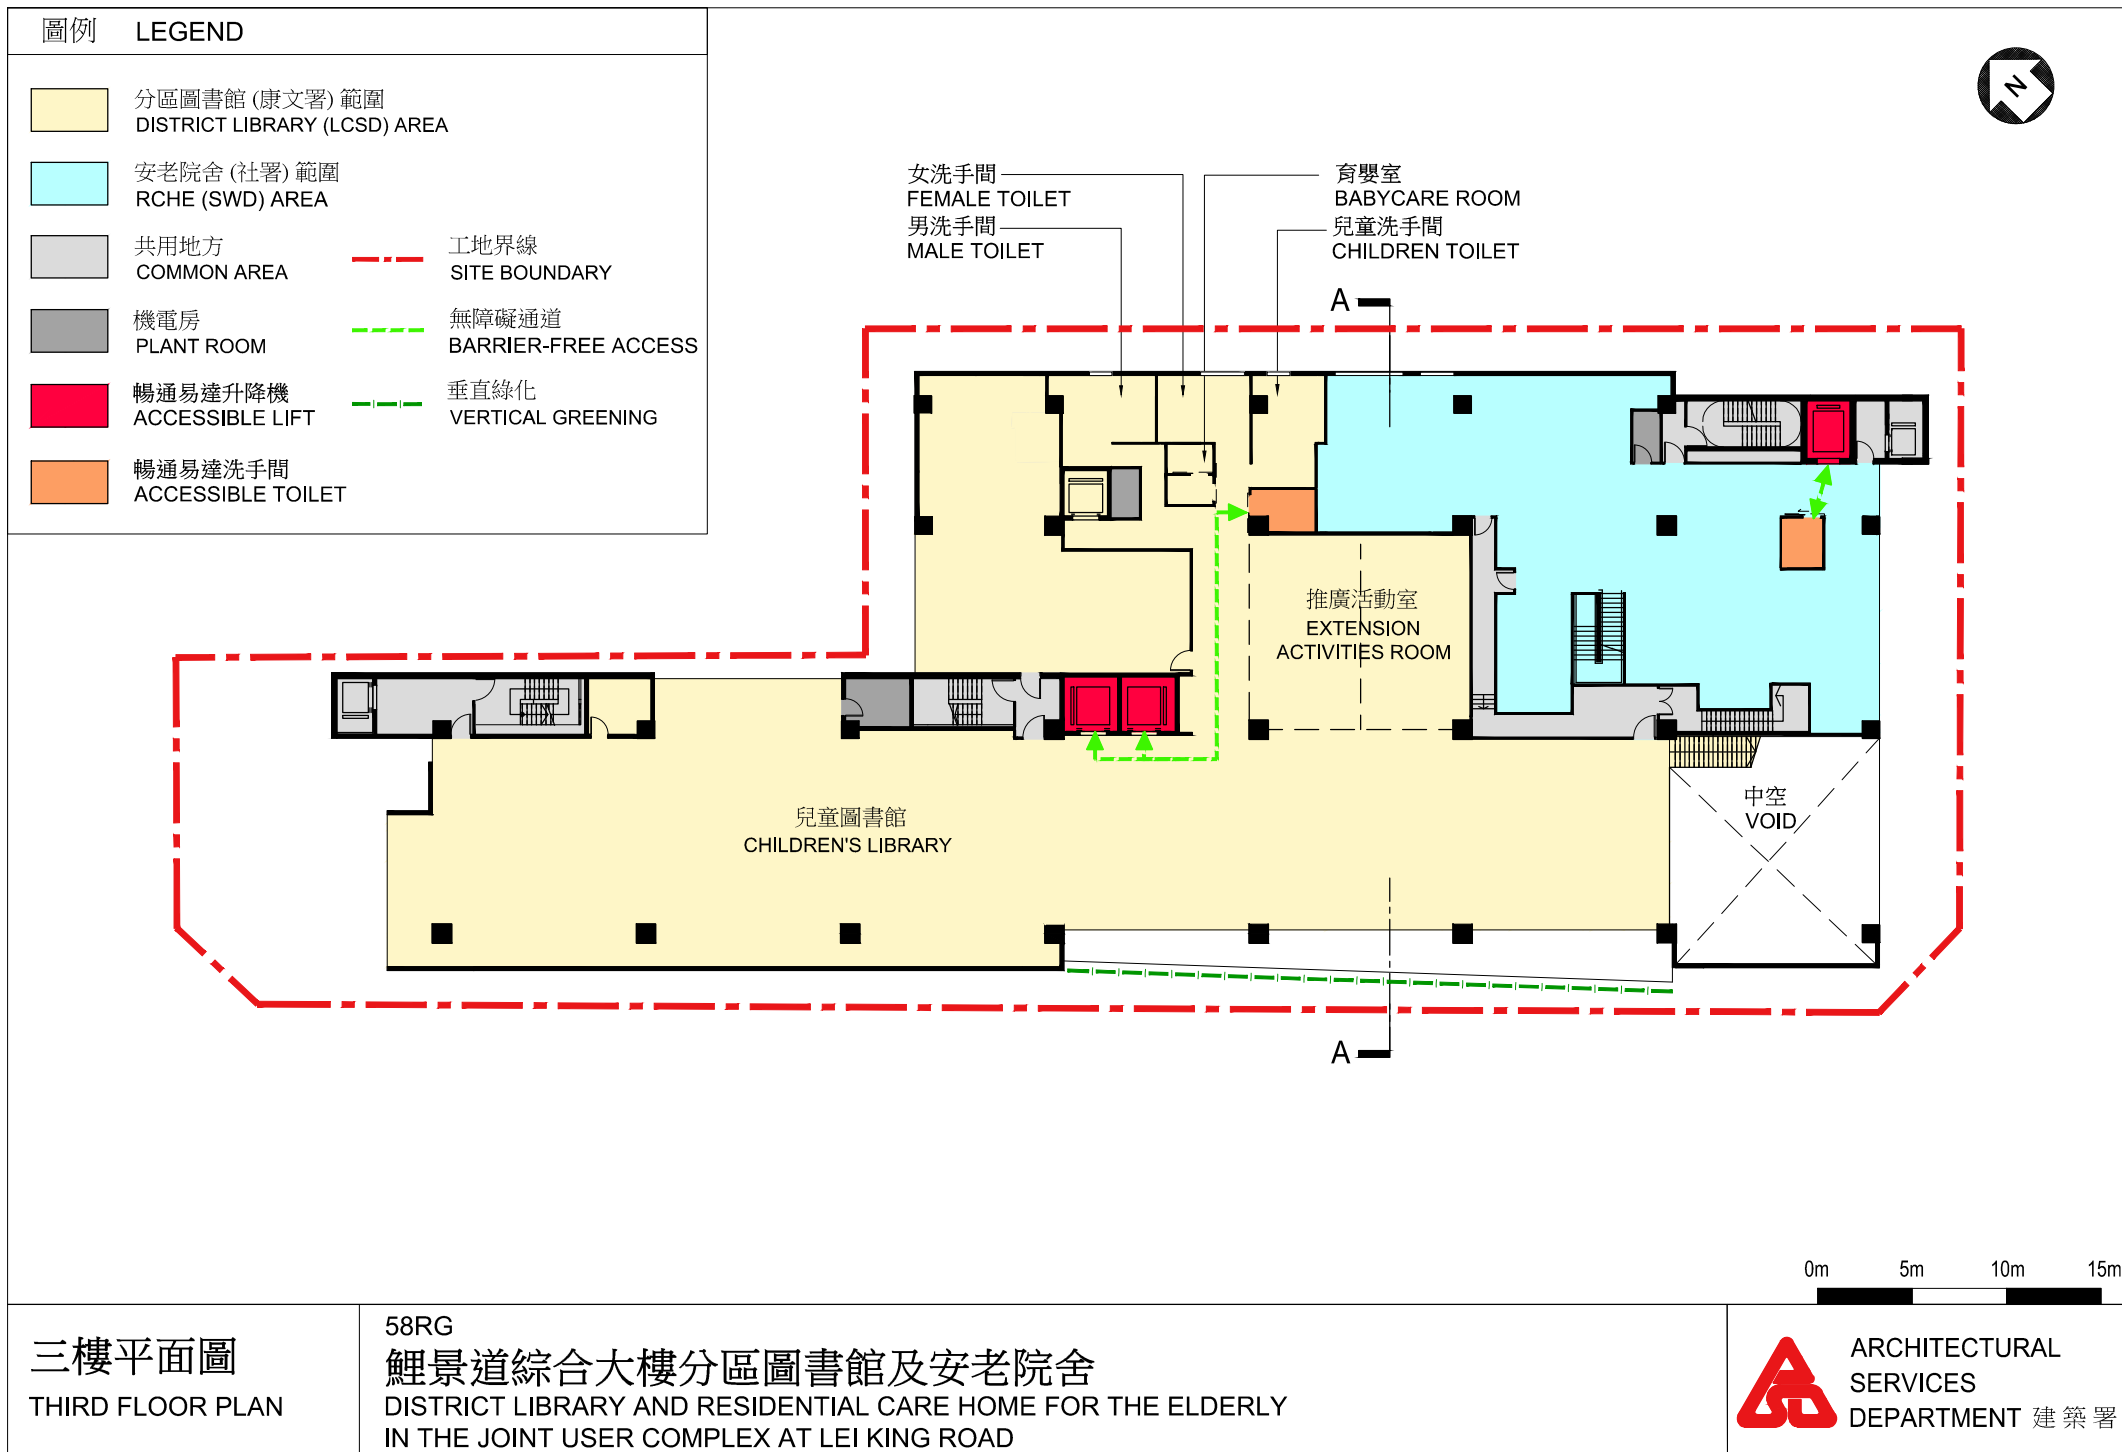 圖例 LEGEND
分區圖書館 (康文署) 範圍
DISTRICT LIBRARY (LCSD) AREA
安老院舍 (社署) 範圍
RCHE (SWD) AREA
共用地方
COMMON AREA
工地界線
SITE BOUNDARY
機電房
PLANT ROOM
無障礙通道
BARRIER-FREE ACCESS
暢通易達升降機
ACCESSIBLE LIFT
垂直綠化
VERTICAL GREENING
暢通易達洗手間
ACCESSIBLE TOILET
N
女洗手間
FEMALE TOILET
男洗手間
MALE TOILET
育嬰室
BABYCARE ROOM
兒童洗手間
CHILDREN TOILET
A
推廣活動室
EXTENSION
ACTIVITIES ROOM
中空
VOID
兒童圖書館
CHILDREN'S LIBRARY
A
0m 5m 10m 15m
三樓平面圖
THIRD FLOOR PLAN
58RG
鯉景道綜合大樓分區圖書館及安老院舍
DISTRICT LIBRARY AND RESIDENTIAL CARE HOME FOR THE ELDERLY
IN THE JOINT USER COMPLEX AT LEI KING ROAD
ARCHITECTURAL
SERVICES
DEPARTMENT 建築署